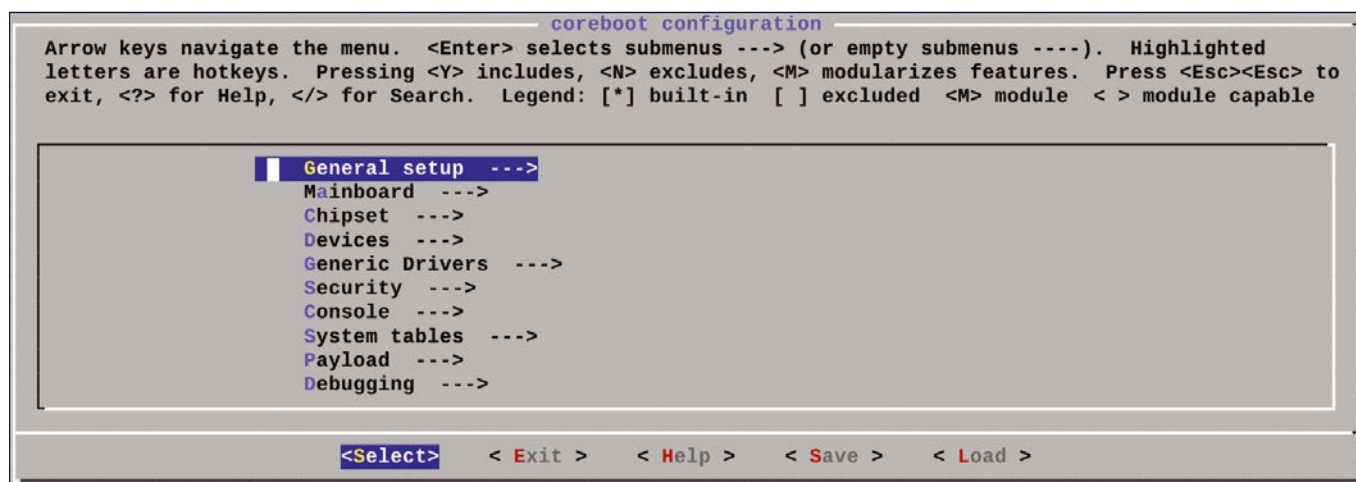 coreboot configuration
Arrow keys navigate the menu.  <Enter> selects submenus ---> (or empty submenus ----).  Highlighted
letters are hotkeys.  Pressing <Y> includes, <N> excludes, <M> modularizes features.  Press <Esc><Esc> to
exit, <?> for Help, </> for Search.  Legend: [*] built-in  [ ] excluded  <M> module  < > module capable
General setup  --->
Mainboard  --->
Chipset  --->
Devices  --->
Generic Drivers  --->
Security  --->
Console  --->
System tables  --->
Payload  --->
Debugging  --->
<Select>    < Exit >    < Help >    < Save >    < Load >